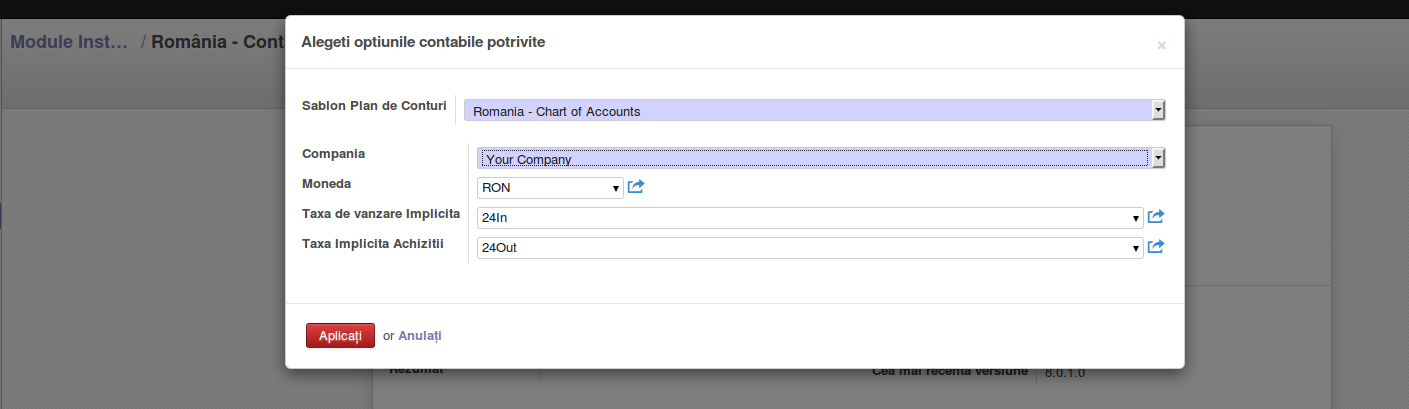 Module Inst... / România - Cont
Alegeti optiunile contabile potrivite ×
Sablon Plan de Conturi Romania - Chart of Accounts
Compania Your Company
Moneda RON
Taxa de vanzare Implicita 24In
Taxa Implicita Achizitii 24Out
Aplicați or Anulați
Rezumat Cea mai recenta versiune 8.0.1.0